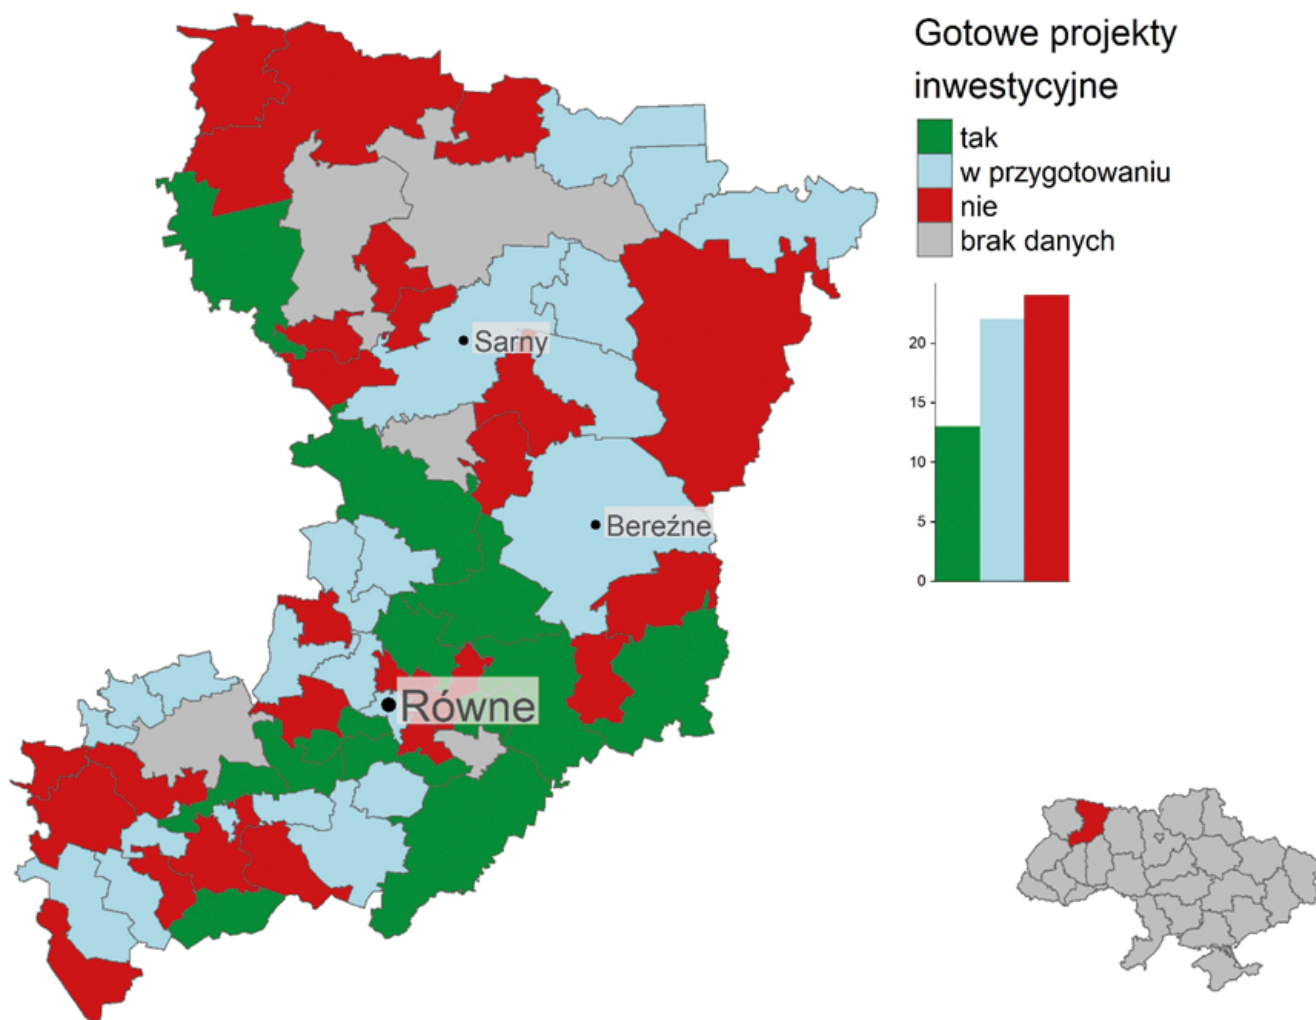 Gotowe projekty
inwestycyjne
tak
w przygotowaniu
nie
brak danych
20
15
10
5
0
Sarny
Bereźne
Równe